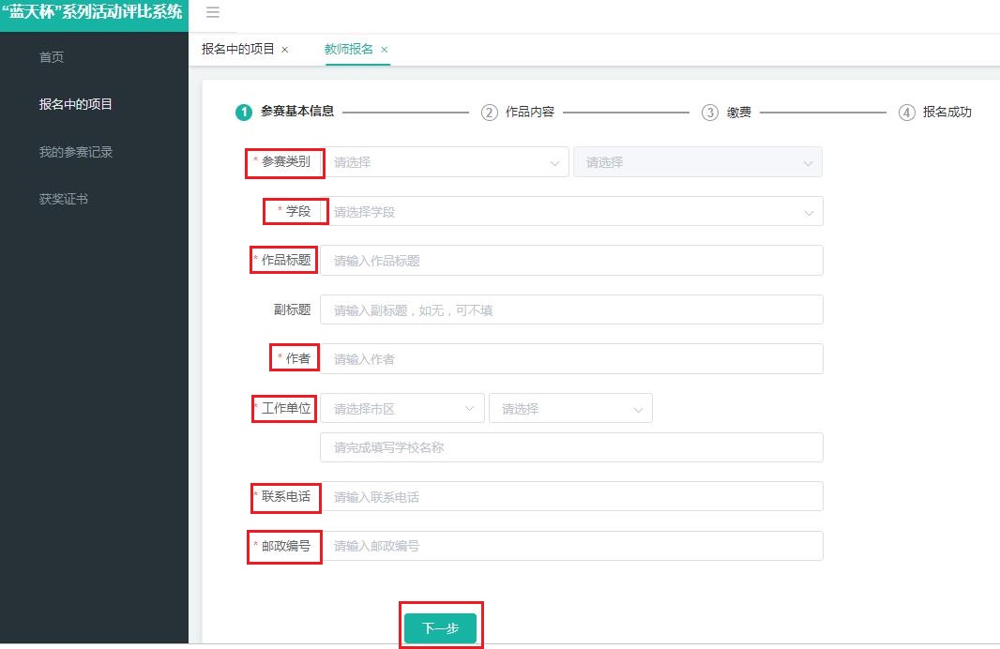 “蓝天杯”系列活动评比系统
首页
报名中的项目
我的参赛记录
获奖证书
报名中的项目 × 教师报名 ×
1 参赛基本信息 2 作品内容 3 缴费 4 报名成功
* 参赛类别 请选择 请选择
* 学段 请选择学段
* 作品标题 请输入作品标题
副标题 请输入副标题，如无，可不填
* 作者 请输入作者
* 工作单位 请选择市区 请选择
请完成填写学校名称
* 联系电话 请输入联系电话
* 邮政编号 请输入邮政编号
下一步